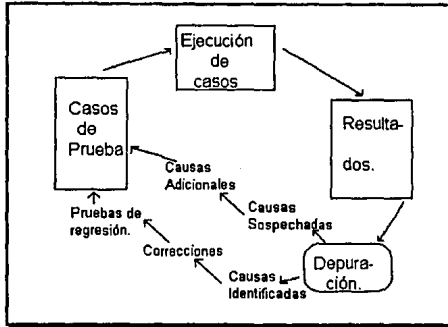 Ejecución
de
casos
Casos
de
Prueba
Resulta-
dos.
Causas
Adicionales
Causas
Sospechadas
Pruebas de
regresión.
Correcciones
Causas
Identificadas
Depura-
ción.